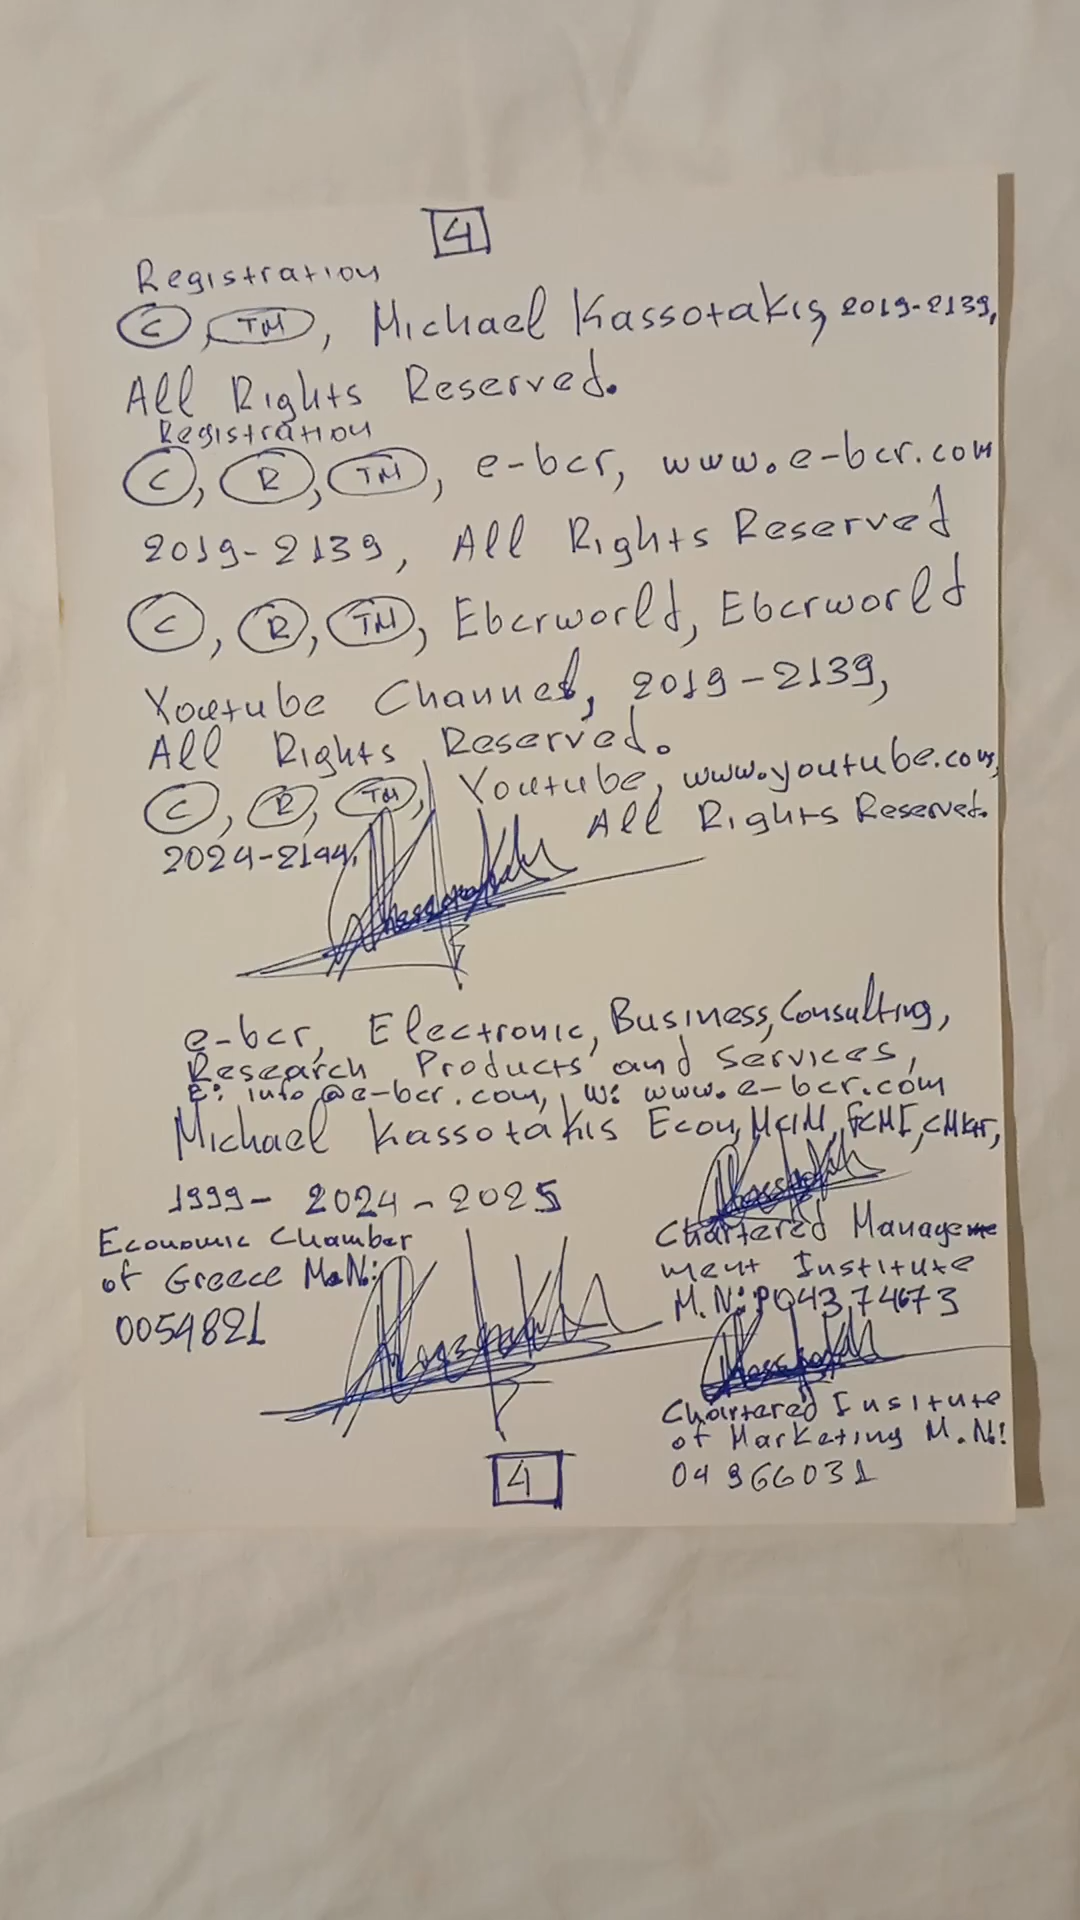 4
Registration
©, TM, Michael Kassotakis, 2019-2139,
All Rights Reserved.
Registration
©, ®, TM, e-bcr, www.e-bcr.com
2019-2139, All Rights Reserved
©, ®, TM, Ebcrworld, Ebcrworld
Youtube Channel, 2019-2139,
All Rights Reserved.
©, ®, TM, Youtube, www.youtube.com,
2024-2144, All Rights Reserved.
e-bcr, Electronic, Business, Consulting,
Research Products and Services,
E: info@e-bcr.com, W: www.e-bcr.com
Michael Kassotakis Econ, MCIM, FCMI, CMktr,
1999-2024-2025
Economic Chamber
of Greece M.N:
0054821
Chartered Manageme
ment Institute
M.N: P04374673
Chartered Insitute
of Marketing M.N:
04966031
4